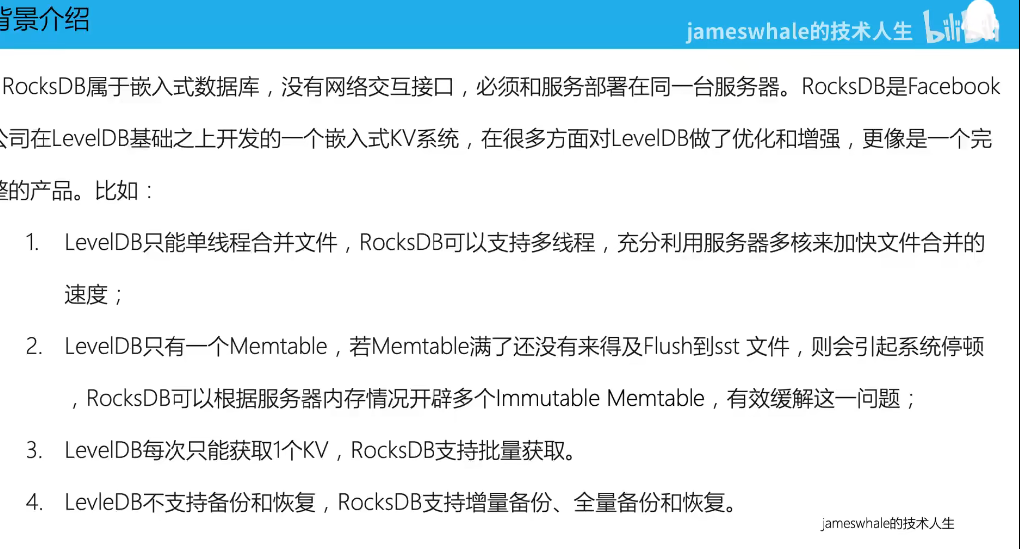 背景介绍
jameswhale的技术人生 bilibili
RocksDB属于嵌入式数据库，没有网络交互接口，必须和服务部署在同一台服务器。RocksDB是Facebook
公司在LevelDB基础之上开发的一个嵌入式KV系统，在很多方面对LevelDB做了优化和增强，更像是一个完
整的产品。比如：
1. LevelDB只能单线程合并文件，RocksDB可以支持多线程，充分利用服务器多核来加快文件合并的
速度；
2. LevelDB只有一个Memtable，若Memtable满了还没有来得及Flush到sst 文件，则会引起系统停顿
，RocksDB可以根据服务器内存情况开辟多个Immutable Memtable，有效缓解这一问题；
3. LevelDB每次只能获取1个KV，RocksDB支持批量获取。
4. LevleDB不支持备份和恢复，RocksDB支持增量备份、全量备份和恢复。
jameswhale的技术人生